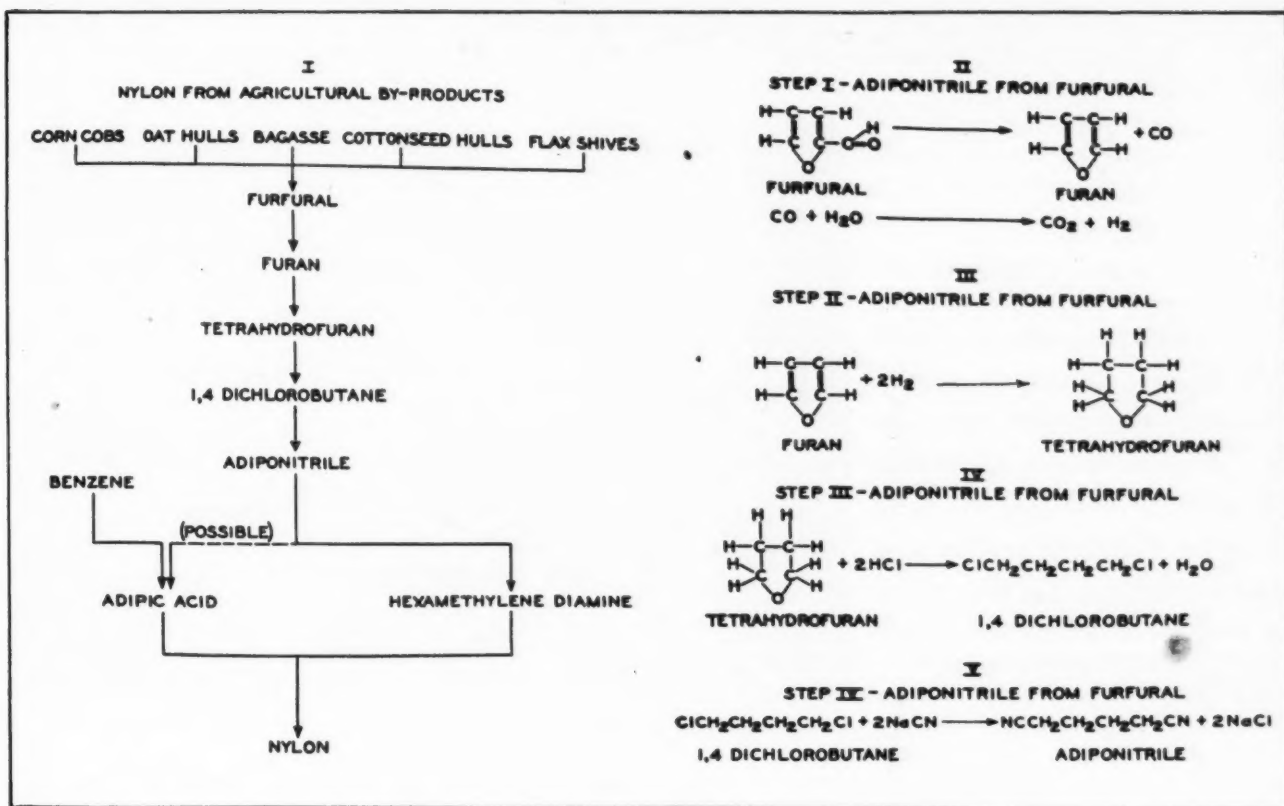 I
NYLON FROM AGRICULTURAL BY-PRODUCTS
CORN COBS OAT HULLS BAGASSE COTTONSEED HULLS FLAX SHIVES
FURFURAL
FURAN
TETRAHYDROFURAN
1,4 DICHLOROBUTANE
ADIPONITRILE
BENZENE
(POSSIBLE)
ADIPIC ACID HEXAMETHYLENE DIAMINE
NYLON
II
STEP I - ADIPONITRILE FROM FURFURAL
H-C C-H
H-C C-C H O
O
FURFURAL
H-C-C-H
H-C C-H
O
+ CO
FURAN
CO + H₂O → CO₂ + H₂
III
STEP II - ADIPONITRILE FROM FURFURAL
H-C-C-H
H-C C-H
O
+ 2H₂
FURAN
H H
H-C-C-H
H C C H
H H
O
TETRAHYDROFURAN
IV
STEP III - ADIPONITRILE FROM FURFURAL
H H
H-C-C-H
H C C H
H H
O
+ 2HCl → ClCH₂CH₂CH₂CH₂Cl + H₂O
TETRAHYDROFURAN 1,4 DICHLOROBUTANE
V
STEP IV - ADIPONITRILE FROM FURFURAL
ClCH₂CH₂CH₂CH₂Cl + 2NaCN → NCCH₂CH₂CH₂CH₂CN + 2NaCl
1,4 DICHLOROBUTANE ADIPONITRILE